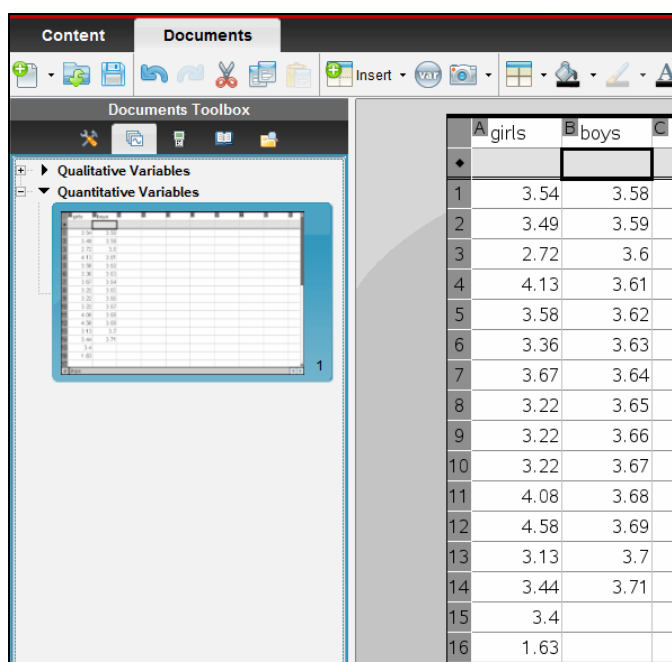 Content Documents
Insert var A
Documents Toolbox
Qualitative Variables
Quantitative Variables
1
A girls B boys C
1 3.54 3.58
2 3.49 3.59
3 2.72 3.6
4 4.13 3.61
5 3.58 3.62
6 3.36 3.63
7 3.67 3.64
8 3.22 3.65
9 3.22 3.66
10 3.22 3.67
11 4.08 3.68
12 4.58 3.69
13 3.13 3.7
14 3.44 3.71
15 3.4
16 1.63